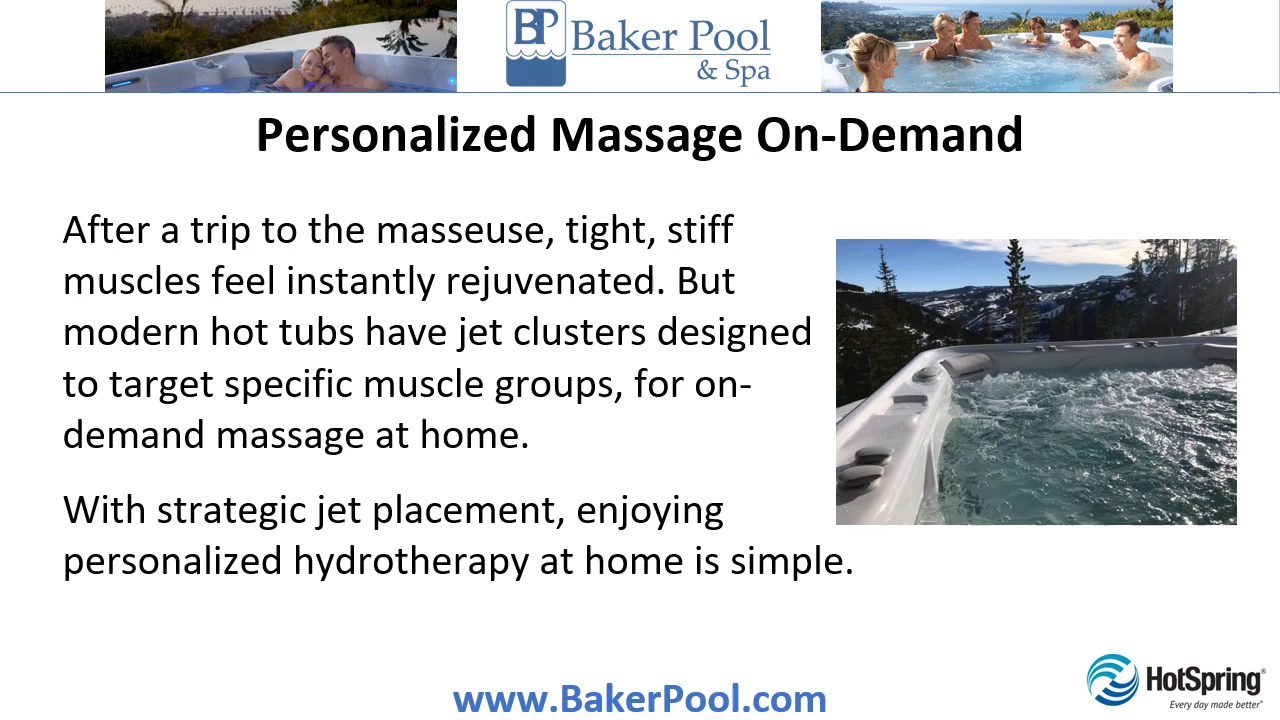 BP Baker Pool
& Spa
Personalized Massage On-Demand
After a trip to the masseuse, tight, stiff
muscles feel instantly rejuvenated. But
modern hot tubs have jet clusters designed
to target specific muscle groups, for on-
demand massage at home.
With strategic jet placement, enjoying
personalized hydrotherapy at home is simple.
www.BakerPool.com
HotSpring®
Every day made better®